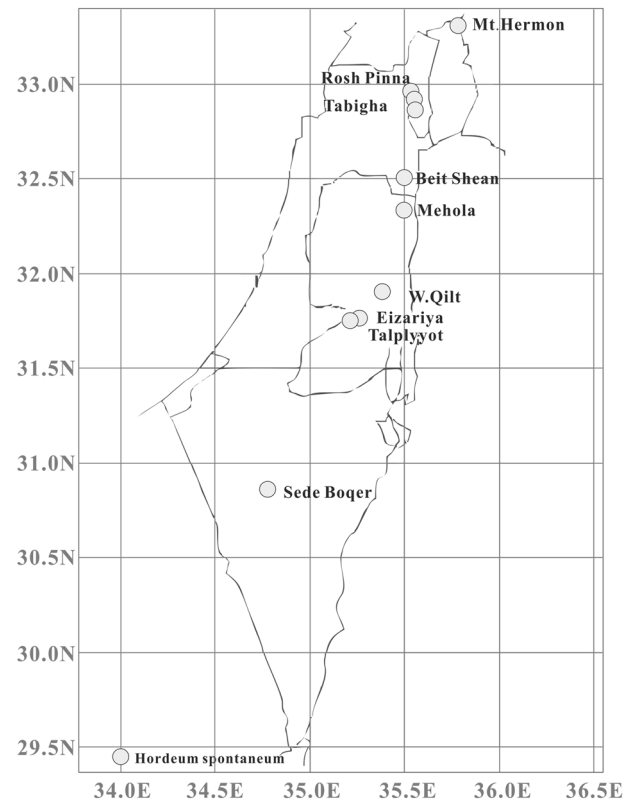 Mt.Hermon
33.0N
Rosh Pinna
Tabigha
32.5N
Beit Shean
Mehola
32.0N
W.Qilt
Eizariya
Talplyyot
31.5N
31.0N
Sede Boqer
30.5N
30.0N
29.5N
Hordeum spontaneum
34.0E 34.5E 35.0E 35.5E 36.0E 36.5E